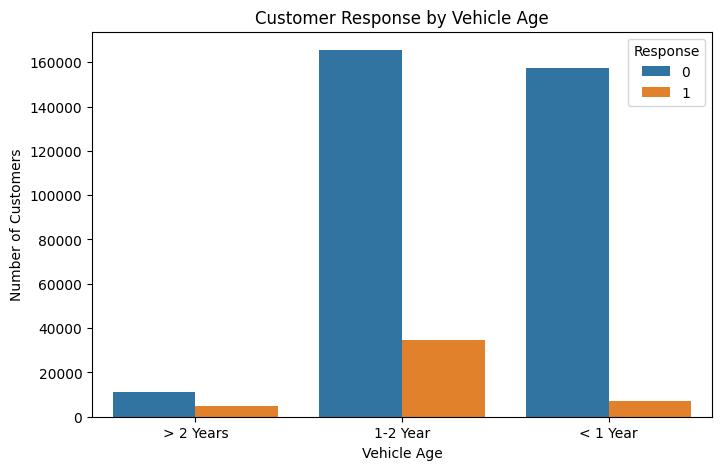 Customer Response by Vehicle Age
Response
0
1
160000
140000
120000
100000
80000
60000
40000
20000
0
Number of Customers
> 2 Years
1-2 Year
< 1 Year
Vehicle Age